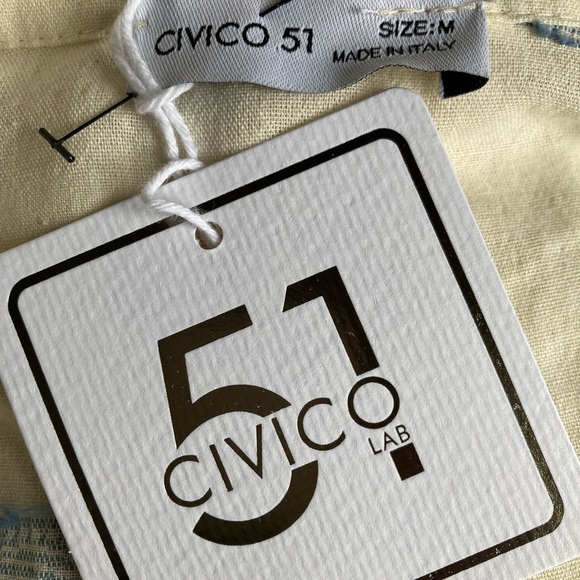 CIVICO 51
SIZE: M
MADE IN ITALY
51
CIVICO
LAB